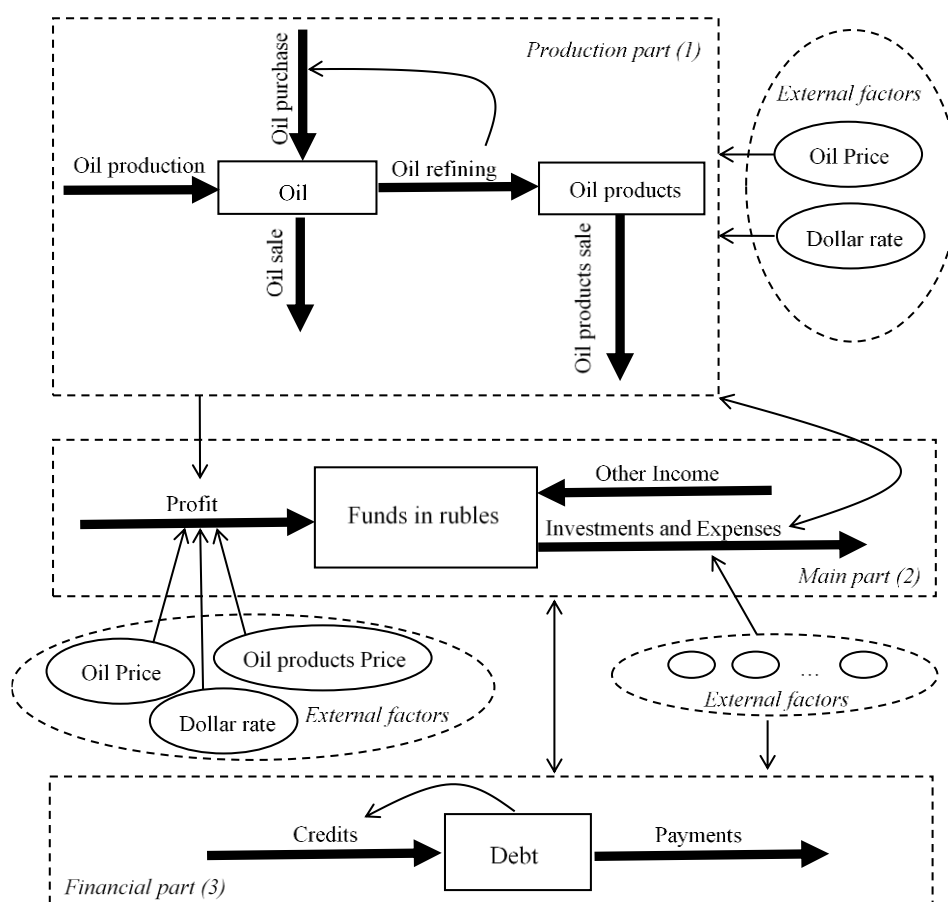 Production part (1)
Oil purchase
External factors
Oil Price
Oil production
Oil refining
Oil
Oil products
Dollar rate
Oil sale
Oil products sale
Other Income
Profit
Funds in rubles
Investments and Expenses
Main part (2)
Oil Price
Oil products Price
Dollar rate
External factors
...
External factors
Credits
Payments
Debt
Financial part (3)